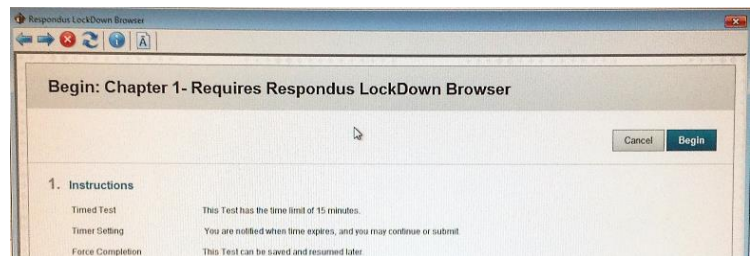 Respondus LockDown Browser
Begin: Chapter 1- Requires Respondus LockDown Browser
Cancel Begin
1. Instructions
Timed Test This Test has the time limit of 15 minutes.
Timer Setting You are notified when time expires, and you may continue or submit.
Force Completion This Test can be saved and resumed later.